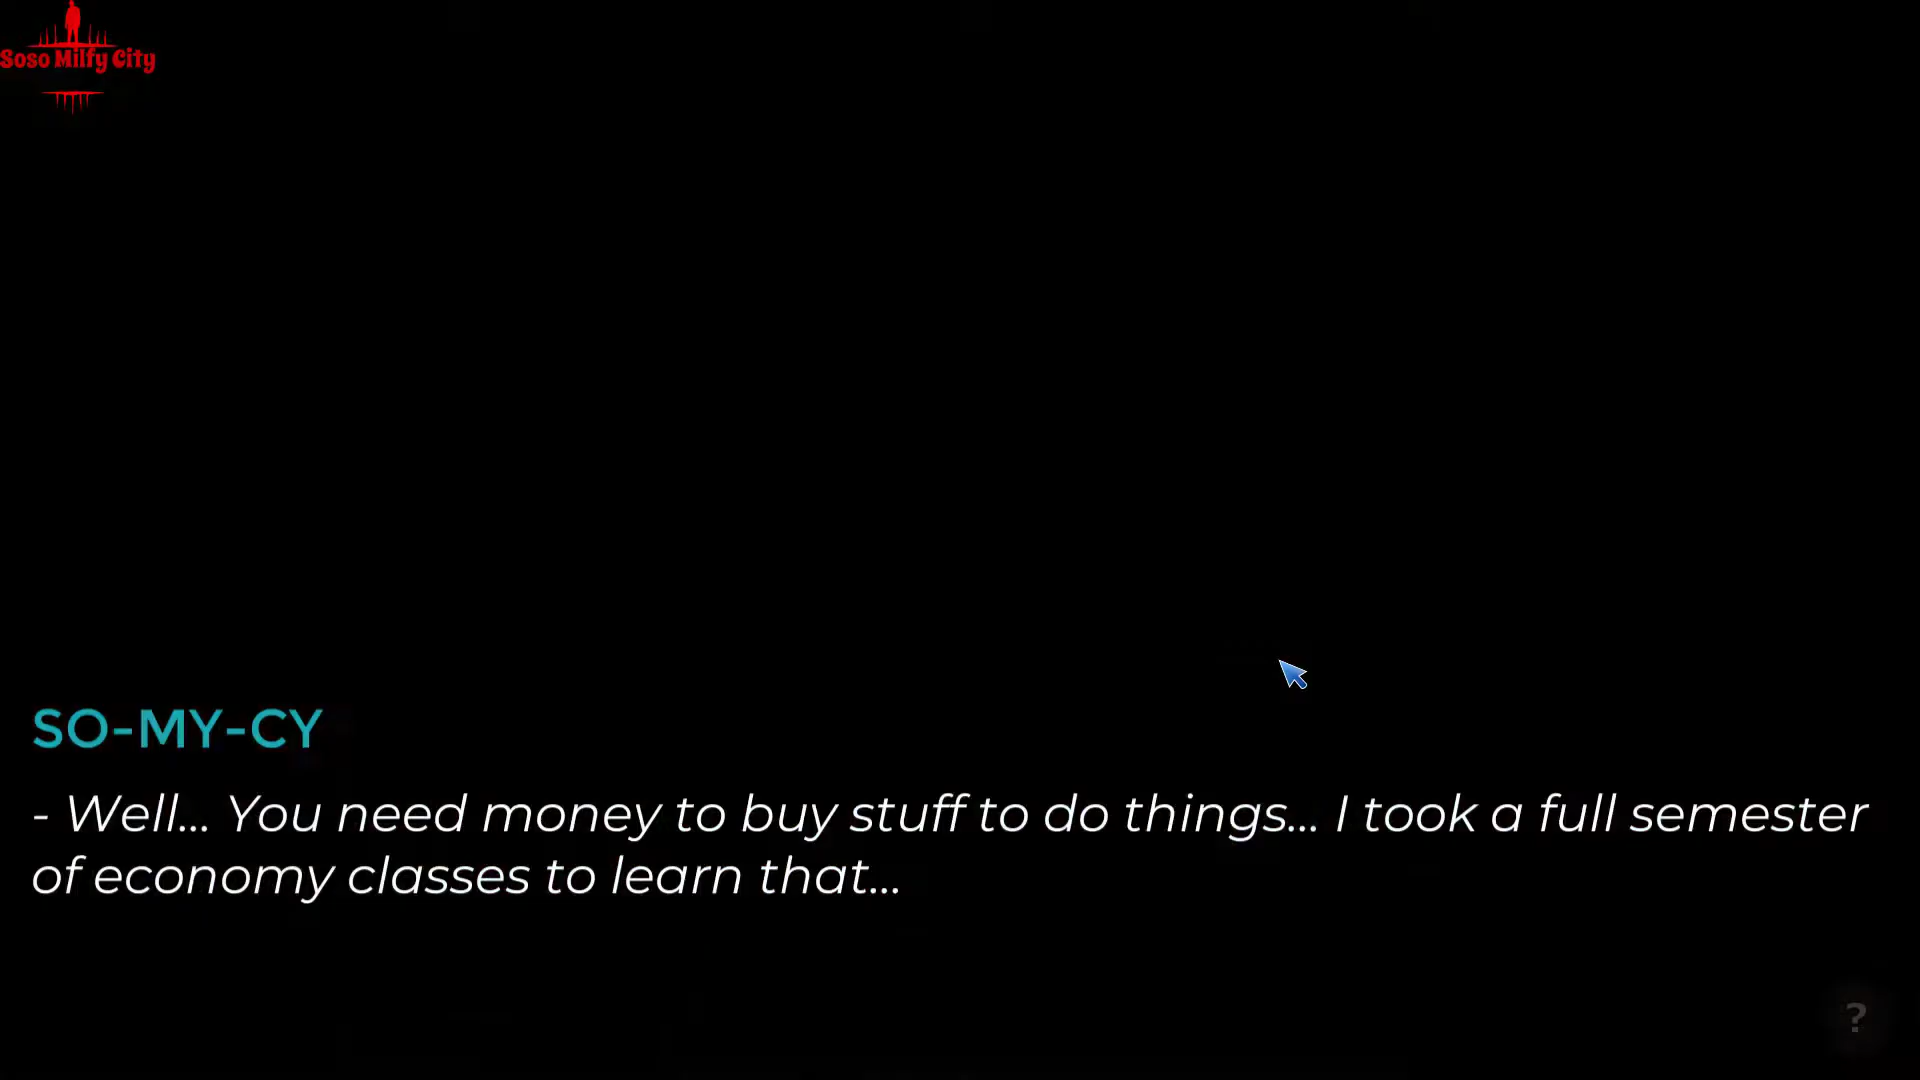 Soso Milfy City
SO-MY-CY
- Well... You need money to buy stuff to do things... I took a full semester
of economy classes to learn that...
?